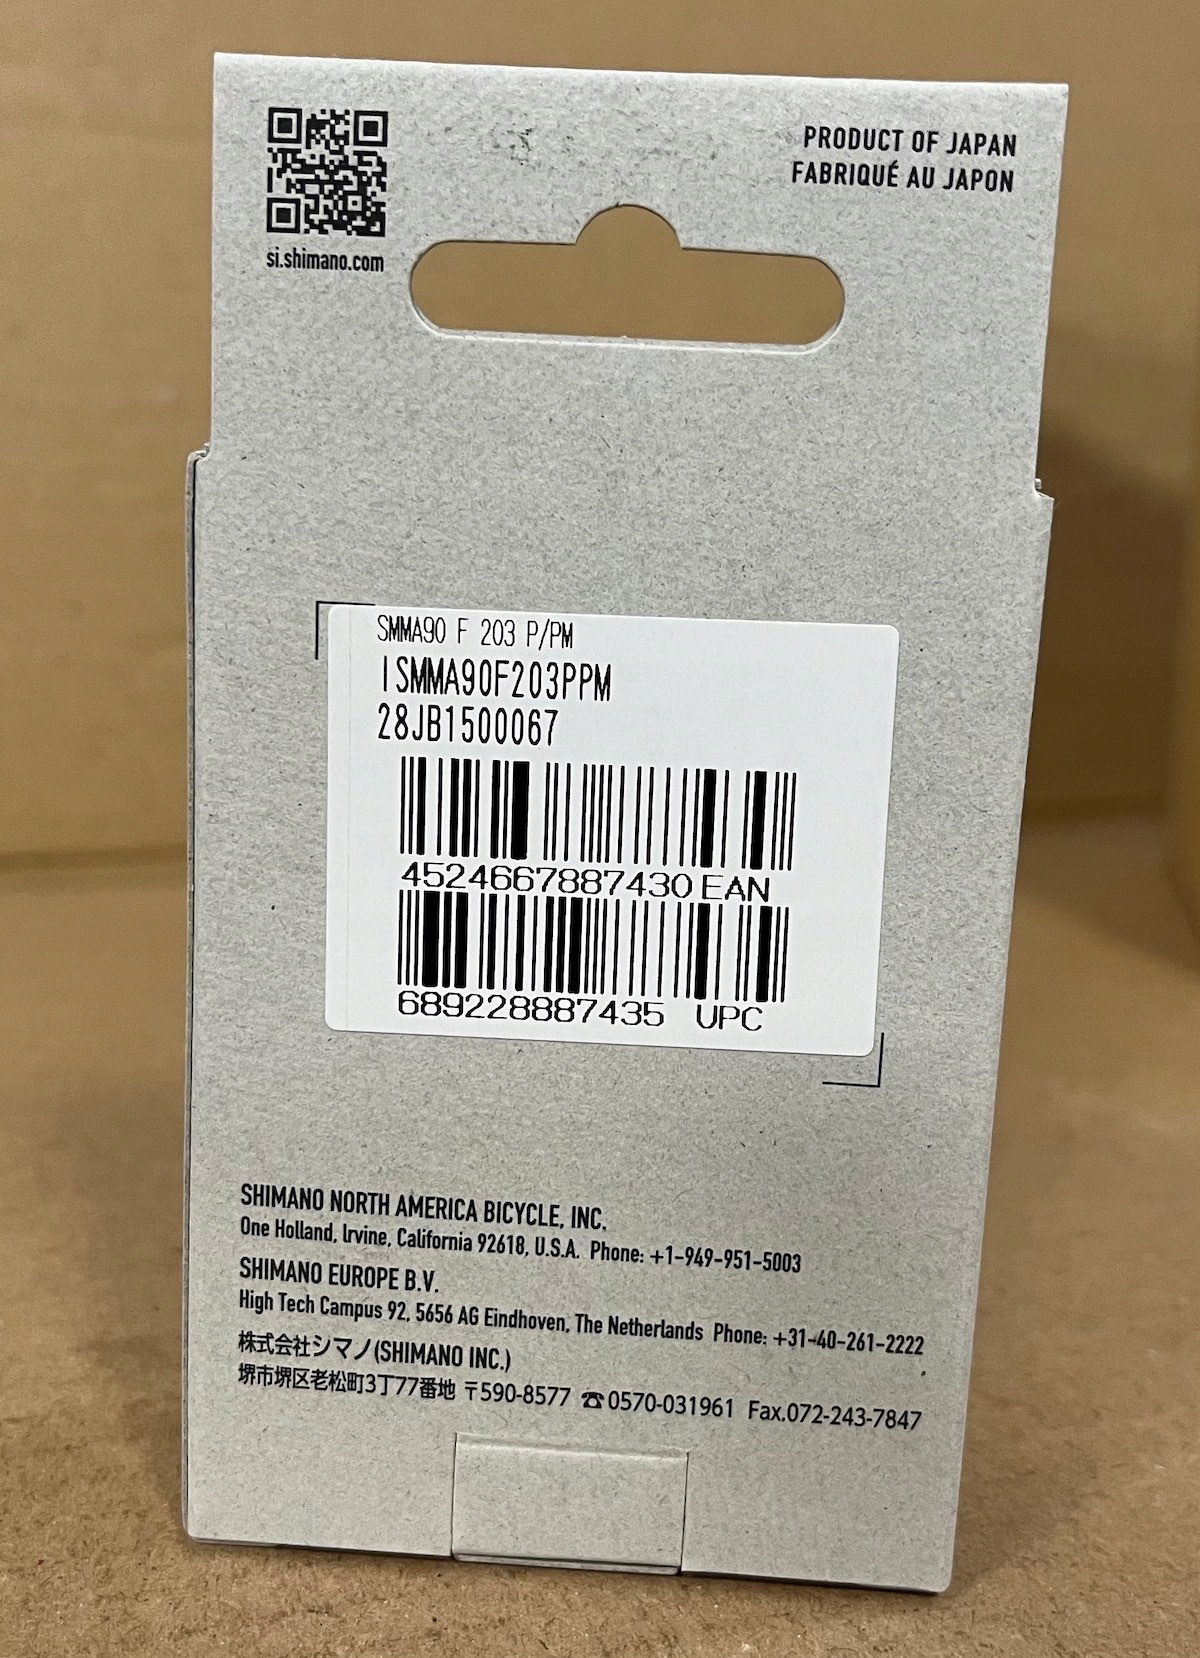 si.shimano.com
PRODUCT OF JAPAN
FABRIQUÉ AU JAPON
SMMA90 F 203 P/PM
ISMMA90F203PPM
28JB1500067
4524667887430 EAN
689228887435 UPC
SHIMANO NORTH AMERICA BICYCLE, INC.
One Holland, Irvine, California 92618, U.S.A. Phone: +1-949-951-5003
SHIMANO EUROPE B.V.
High Tech Campus 92, 5656 AG Eindhoven, The Netherlands Phone: +31-40-261-2222
株式会社シマノ(SHIMANO INC.)
堺市堺区老松町3丁77番地 〒590-8577 ☎0570-031961 Fax.072-243-7847